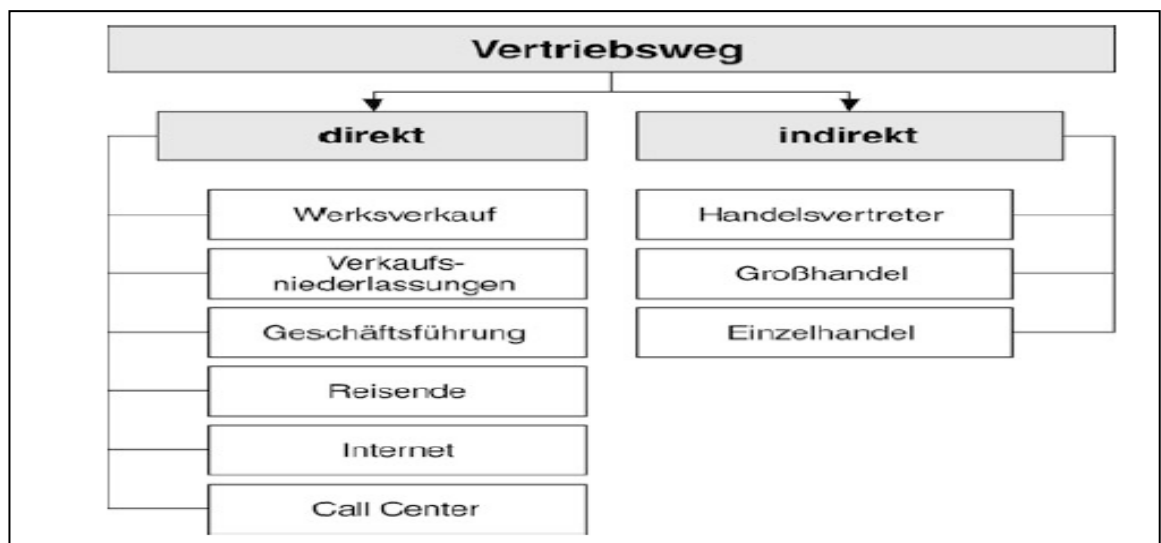 Vertriebsweg
direkt
Werksverkauf
Verkaufs-
niederlassungen
Geschäftsführung
Reisende
Internet
Call Center
indirekt
Handelsvertreter
Großhandel
Einzelhandel